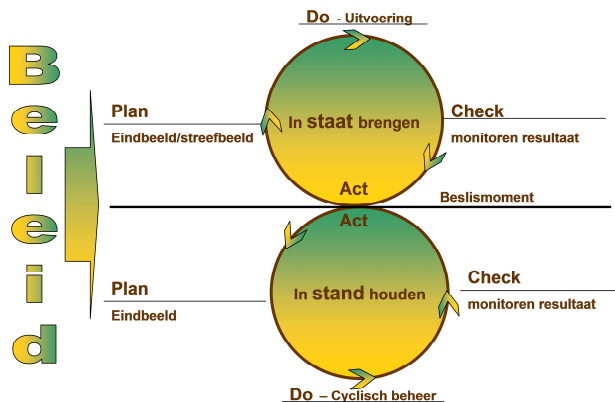 Beleid
Do - Uitvoering
Plan
Eindbeeld/streefbeeld
In staat brengen
Check
monitoren resultaat
Act
Beslismoment
Act
Plan
Eindbeeld
In stand houden
Check
monitoren resultaat
Do – Cyclisch beheer